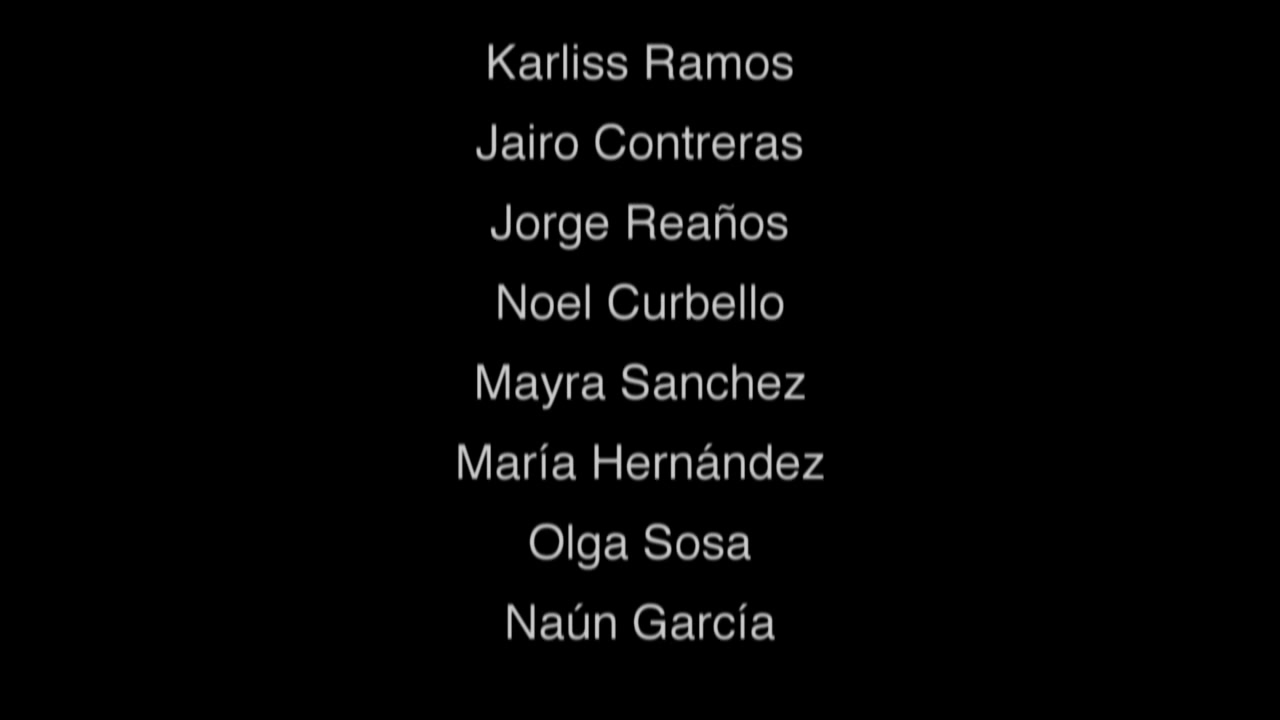 Karliss Ramos
Jairo Contreras
Jorge Reaños
Noel Curbello
Mayra Sanchez
María Hernández
Olga Sosa
Naún García